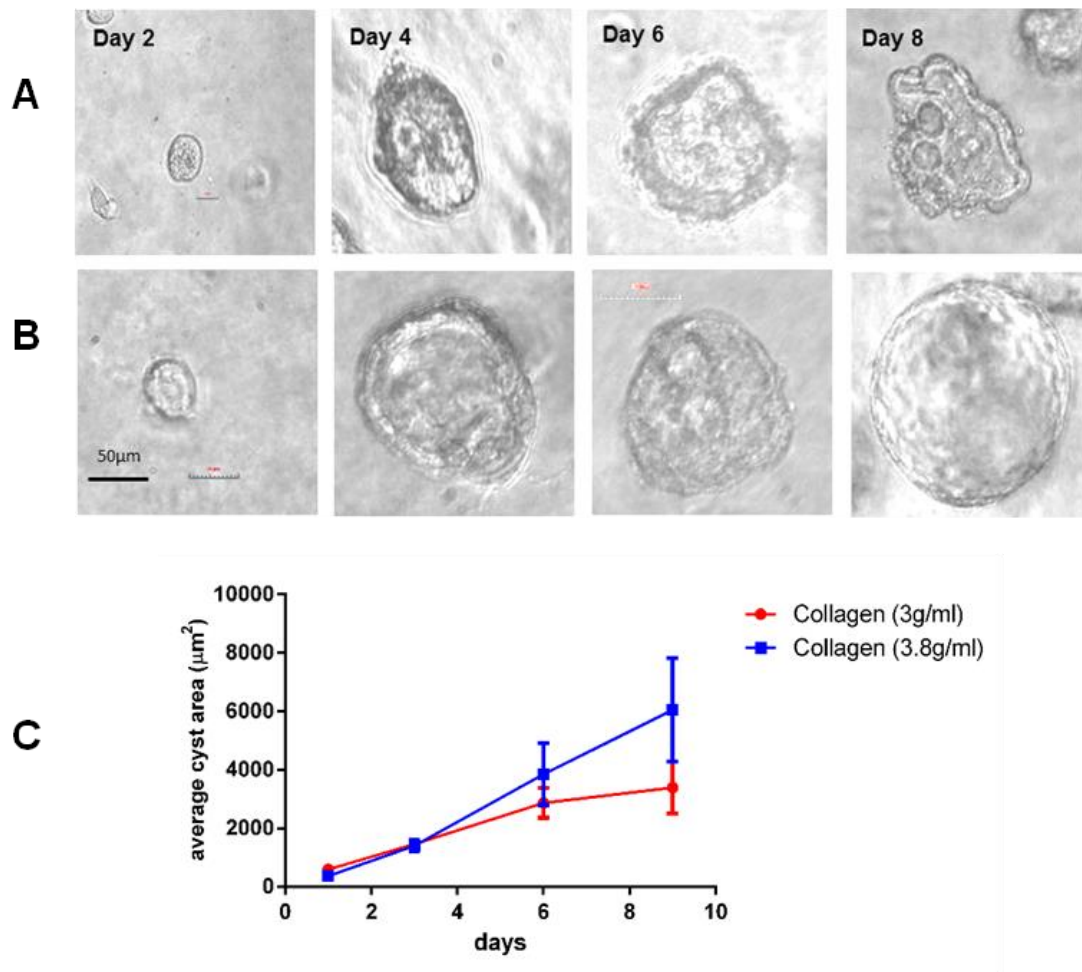 Day 2
Day 4
Day 6
Day 8
A
B
50μm
C
10000
8000
6000
4000
2000
0
average cyst area (μm²)
0 2 4 6 8 10
days
Collagen (3g/ml)
Collagen (3.8g/ml)